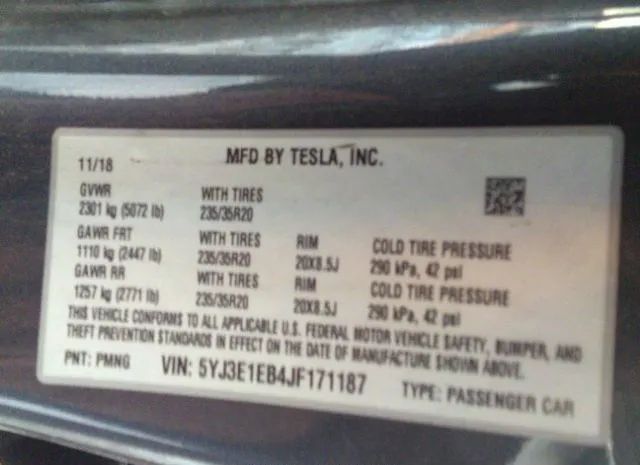 MFD BY TESLA, INC.
11/18
GVWR WITH TIRES
2301 kg (5072 lb) 235/35R20
GAWR FRT WITH TIRES RIM COLD TIRE PRESSURE
1110 kg (2447 lb) 235/35R20 20X8.5J 290 kPa, 42 psi
GAWR RR WITH TIRES RIM COLD TIRE PRESSURE
1257 kg (2771 lb) 235/35R20 20X8.5J 290 kPa, 42 psi
THIS VEHICLE CONFORMS TO ALL APPLICABLE U.S. FEDERAL MOTOR VEHICLE SAFETY, BUMPER, AND
THEFT PREVENTION STANDARDS IN EFFECT ON THE DATE OF MANUFACTURE SHOWN ABOVE.
PNT: PMNG VIN: 5YJ3E1EB4JF171187 TYPE: PASSENGER CAR